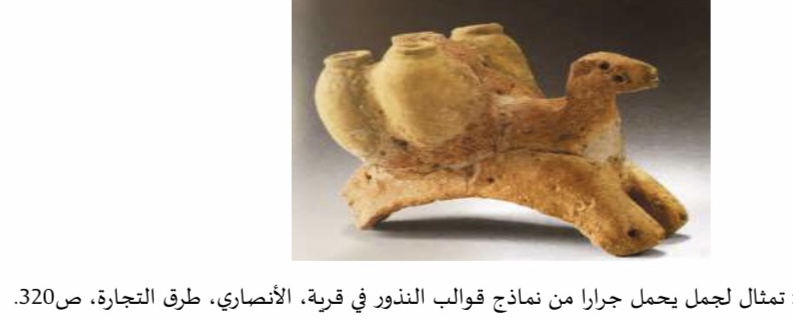 : تمثال لجمل يحمل جرارا من نماذج قوالب النذور في قرية، الأنصاري، طرق التجارة، ص320.